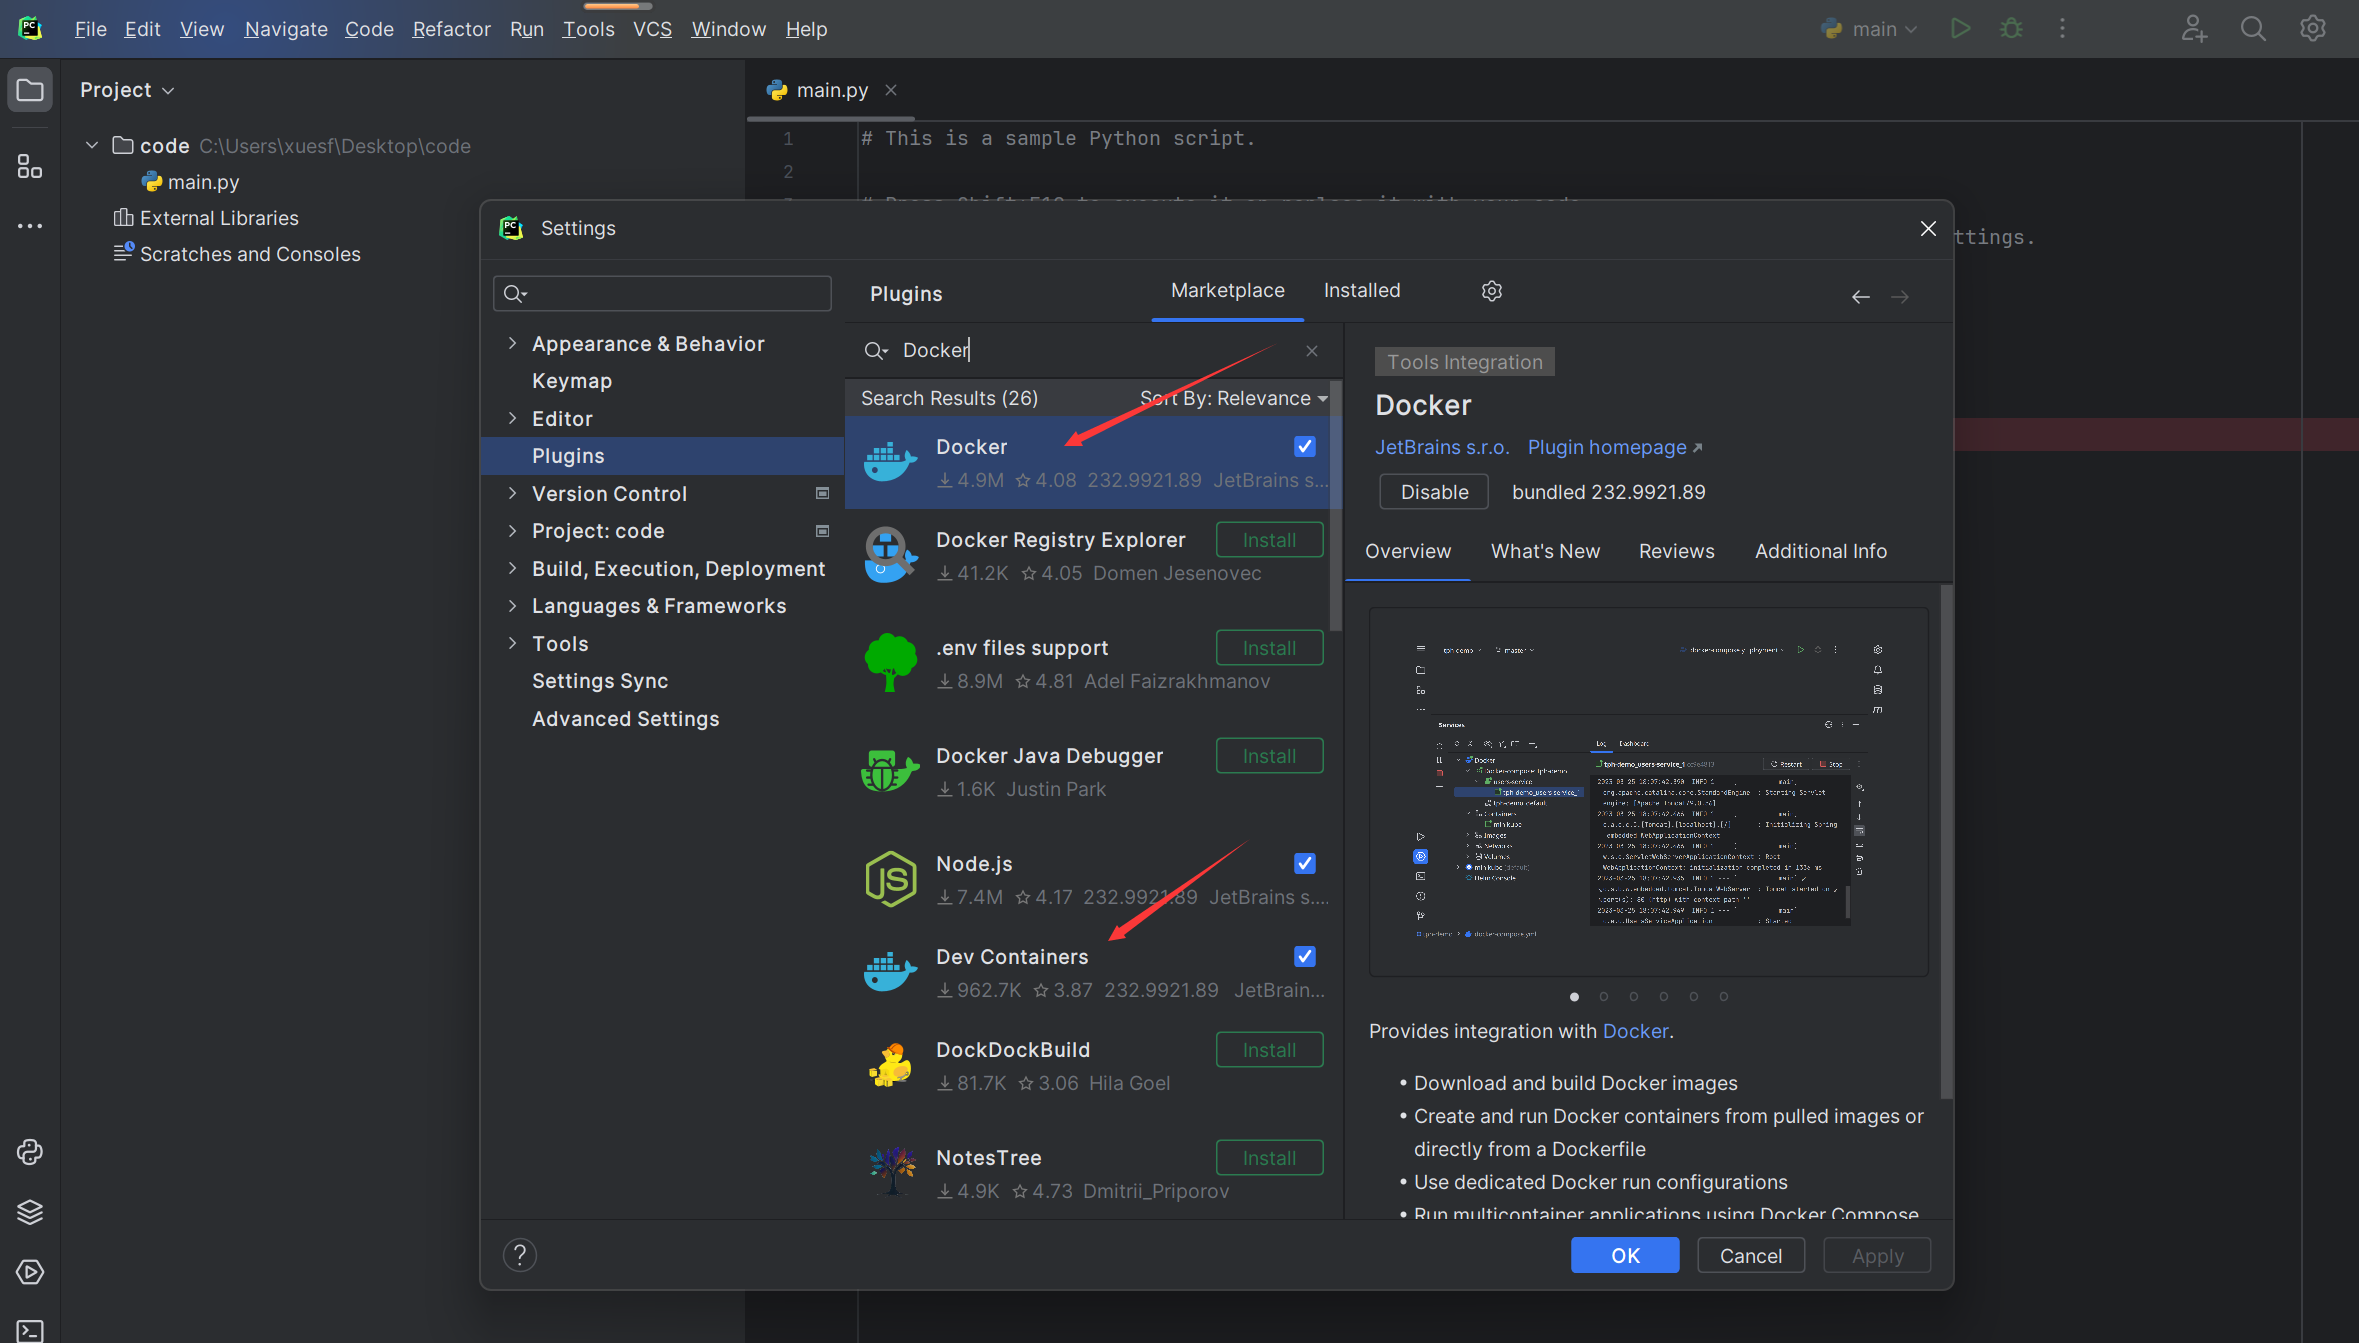 File Edit View Navigate Code Refactor Run Tools VCS Window Help
main
Project
main.py
code C:\Users\xuesf\Desktop\code
main.py
External Libraries
Scratches and Consoles
1
# This is a sample Python script.
2
ttings.
Settings
Plugins
Marketplace
Installed
Appearance & Behavior
Keymap
Editor
Plugins
Version Control
Project: code
Build, Execution, Deployment
Languages & Frameworks
Tools
Settings Sync
Advanced Settings
Docker
Search Results (26)
Sort By: Relevance
Docker
4.9M 4.08 232.9921.89 JetBrains s...
Docker Registry Explorer
Install
41.2K 4.05 Domen Jesenovec
.env files support
Install
8.9M 4.81 Adel Faizrakhmanov
Docker Java Debugger
Install
1.6K Justin Park
Node.js
7.4M 4.17 232.9921.89 JetBrains s....
Dev Containers
962.7K 3.87 232.9921.89 JetBrain...
DockDockBuild
Install
81.7K 3.06 Hila Goel
NotesTree
Install
4.9K 4.73 Dmitrii_Priporov
Tools Integration
Docker
JetBrains s.r.o. Plugin homepage
Disable
bundled 232.9921.89
Overview What's New Reviews Additional Info
Services
Log Dashboard
Docker
Restart
Stop
Provides integration with Docker.
• Download and build Docker images
• Create and run Docker containers from pulled images or
directly from a Dockerfile
• Use dedicated Docker run configurations
• Run multicontainer applications using Docker Compose
?
OK
Cancel
Apply